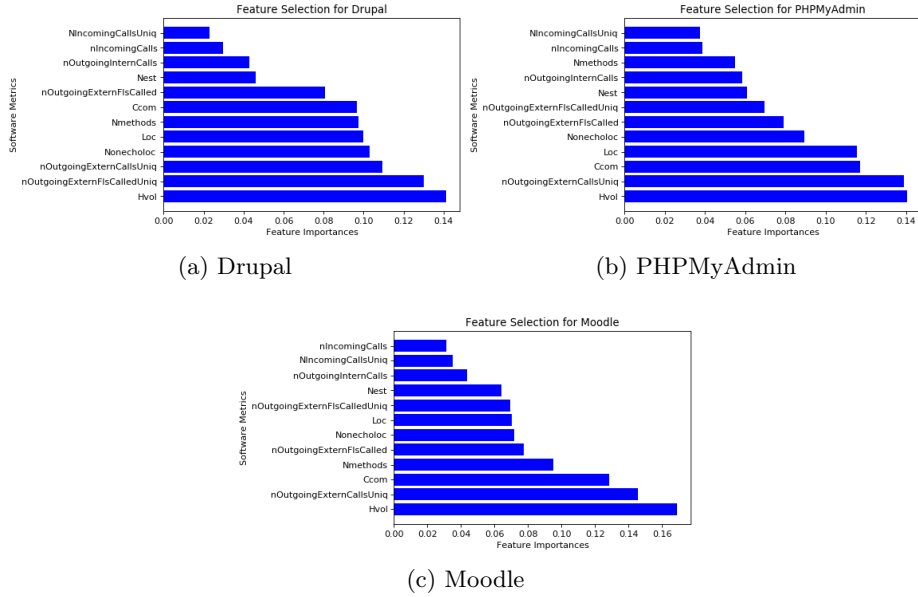 Feature Selection for Drupal
Software Metrics
NIncomingCallsUniq
nIncomingCalls
nOutgoingInternCalls
Nest
nOutgoingExternFlsCalled
Ccom
Nmethods
Loc
Nonecholoc
nOutgoingExternCallsUniq
nOutgoingExternFlsCalledUniq
Hvol
0.00 0.02 0.04 0.06 0.08 0.10 0.12 0.14
Feature Importances
(a) Drupal
Feature Selection for PHPMyAdmin
Software Metrics
NIncomingCallsUniq
nIncomingCalls
Nmethods
nOutgoingInternCalls
Nest
nOutgoingExternFlsCalledUniq
nOutgoingExternFlsCalled
Nonecholoc
Loc
Ccom
nOutgoingExternCallsUniq
Hvol
0.00 0.02 0.04 0.06 0.08 0.10 0.12 0.14
Feature Importances
(b) PHPMyAdmin
Feature Selection for Moodle
Software Metrics
nIncomingCalls
NIncomingCallsUniq
nOutgoingInternCalls
Nest
nOutgoingExternFlsCalledUniq
Loc
Nonecholoc
nOutgoingExternFlsCalled
Nmethods
Ccom
nOutgoingExternCallsUniq
Hvol
0.00 0.02 0.04 0.06 0.08 0.10 0.12 0.14 0.16
Feature Importances
(c) Moodle